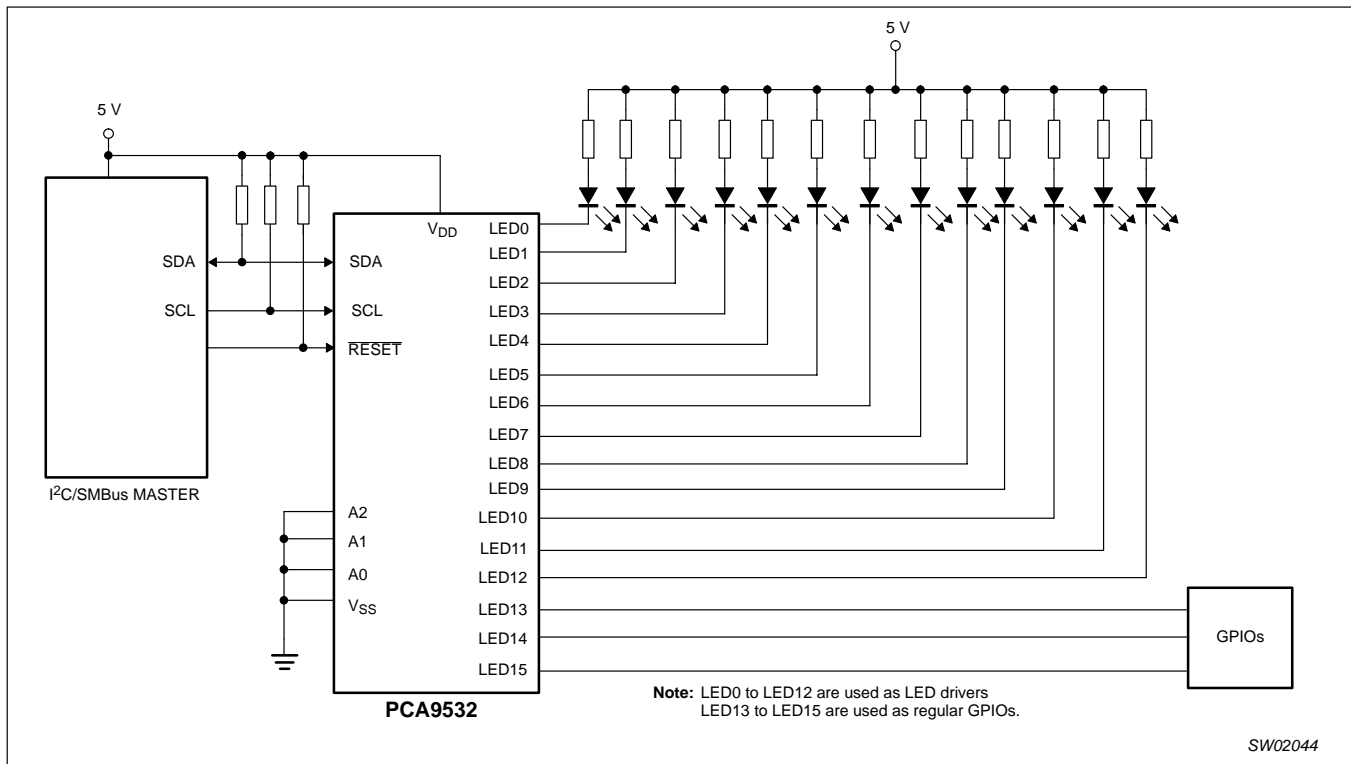 5 V
5 V
SDA
SCL
I²C/SMBus MASTER
VDD
SDA
SCL
RESET
A2
A1
A0
VSS
LED0
LED1
LED2
LED3
LED4
LED5
LED6
LED7
LED8
LED9
LED10
LED11
LED12
LED13
LED14
LED15
PCA9532
GPIOs
Note: LED0 to LED12 are used as LED drivers
LED13 to LED15 are used as regular GPIOs.
SW02044